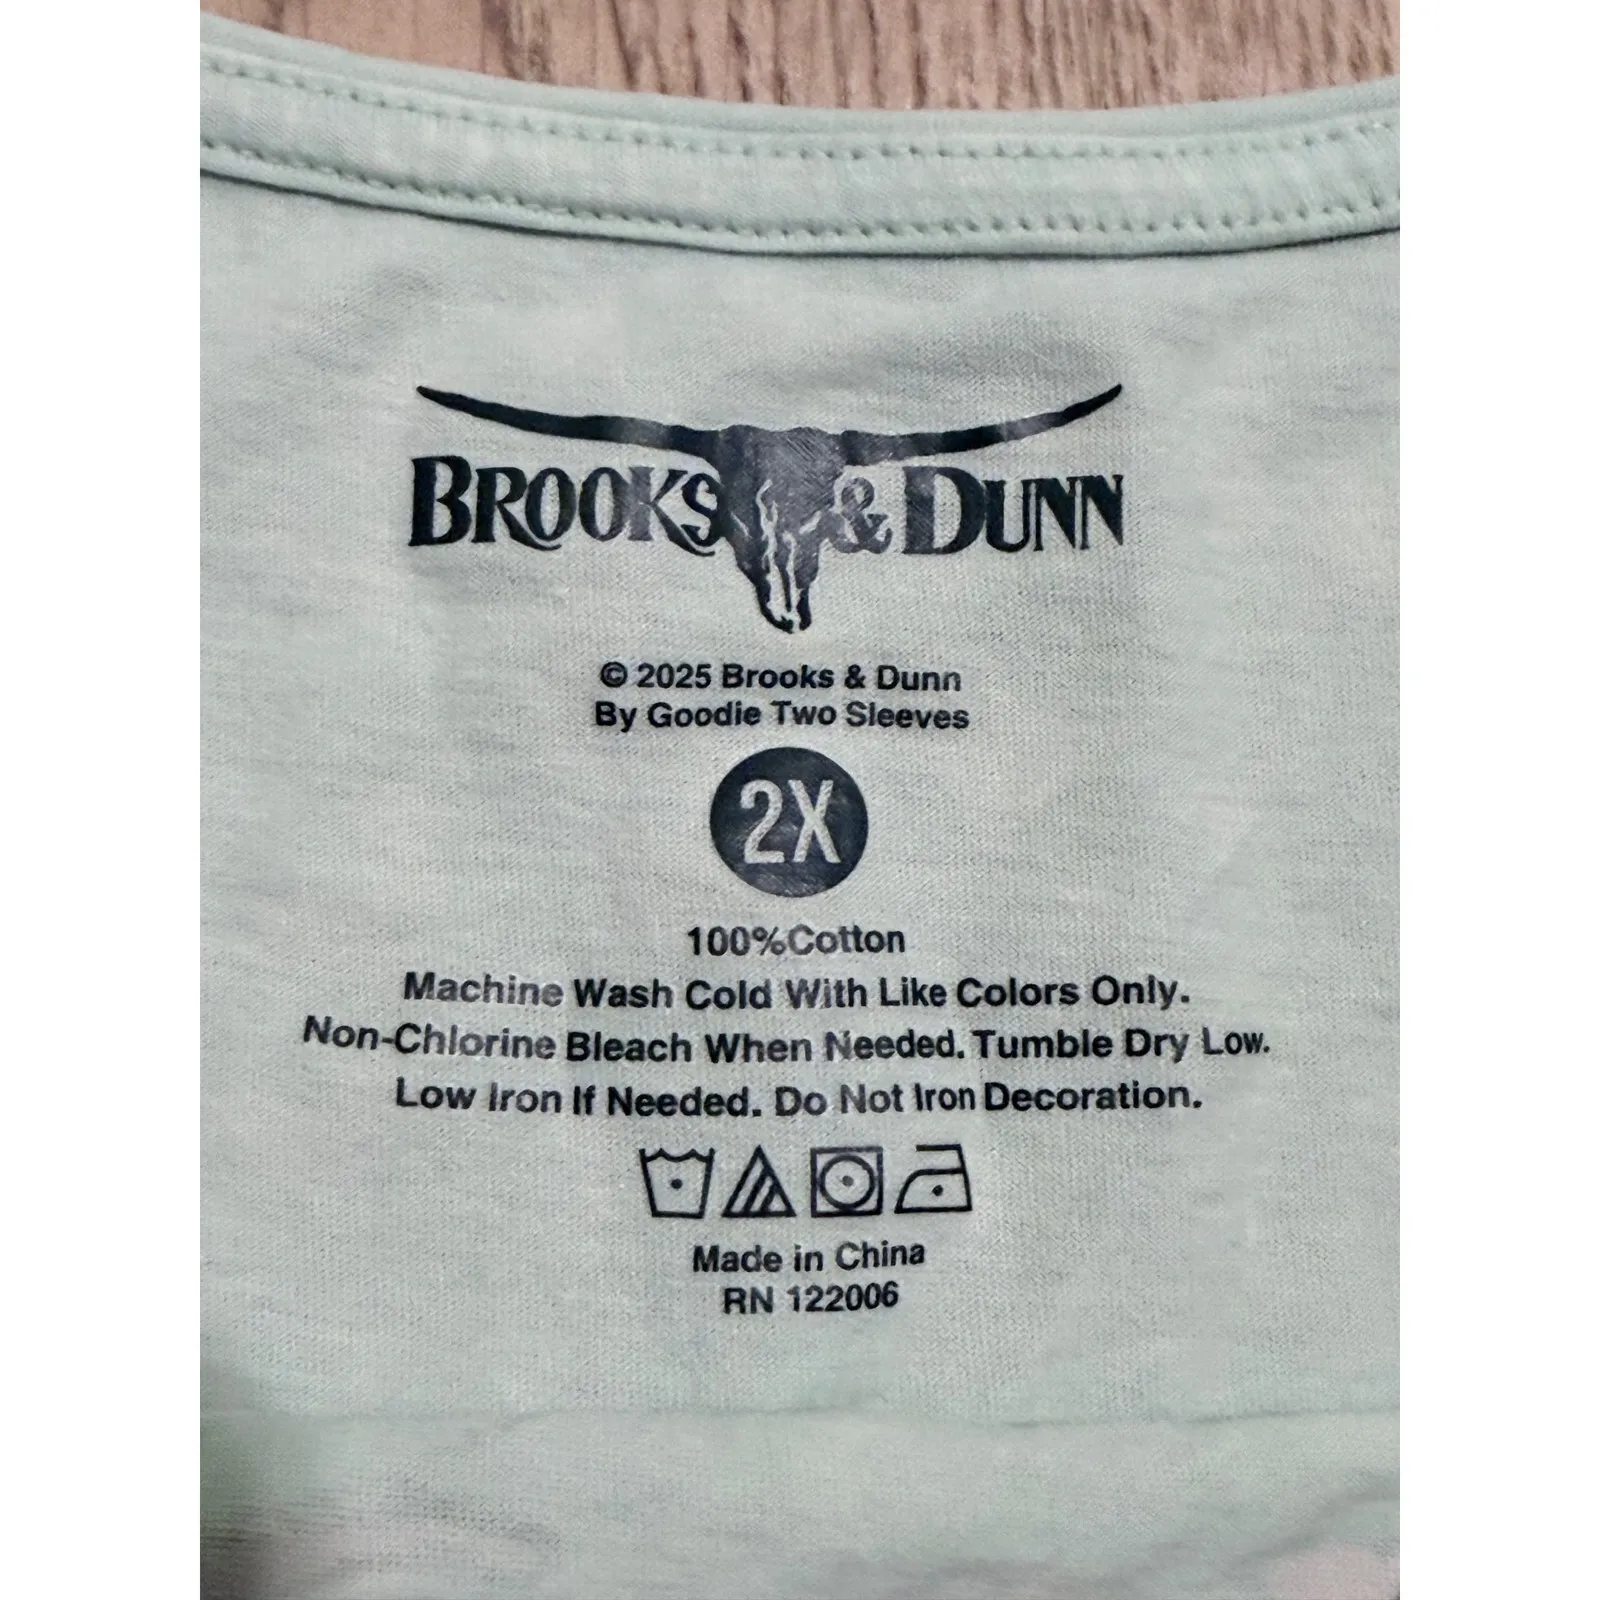 BROOKS & DUNN
© 2025 Brooks & Dunn
By Goodie Two Sleeves
2X
100%Cotton
Machine Wash Cold With Like Colors Only.
Non-Chlorine Bleach When Needed. Tumble Dry Low.
Low Iron If Needed. Do Not Iron Decoration.
Made in China
RN 122006